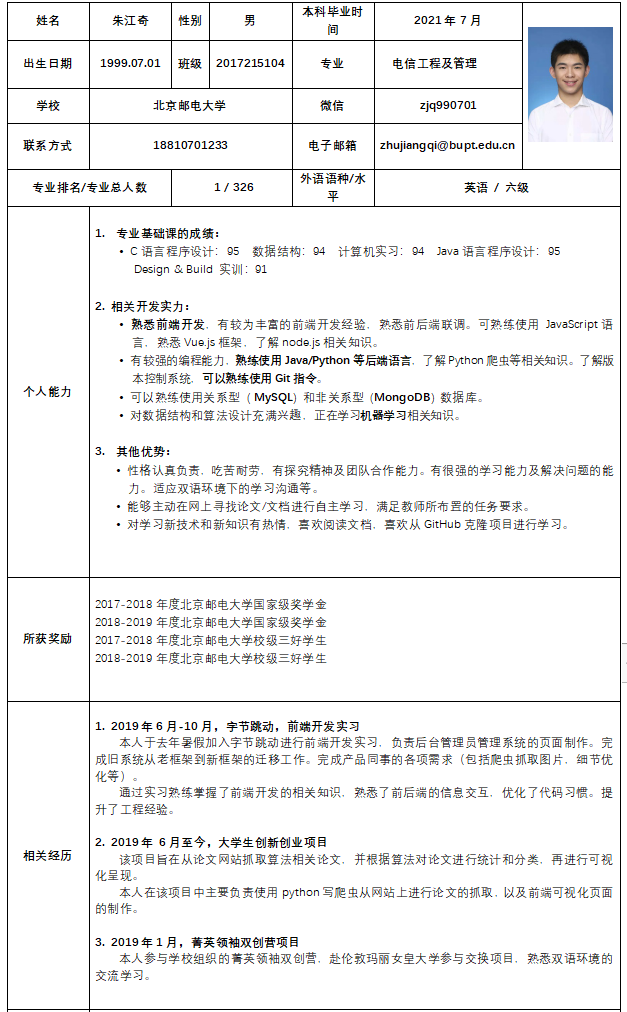 姓名 朱江奇 性别 男 本科毕业时间 2021年7月
出生日期 1999.07.01 班级 2017215104 专业 电信工程及管理
学校 北京邮电大学 微信 zjq990701
联系方式 18810701233 电子邮箱 zhujiangqi@bupt.edu.cn
专业排名/专业总人数 1 / 326 外语语种/水平 英语 / 六级
个人能力
1. 专业基础课的成绩：
• C 语言程序设计：95 数据结构：94 计算机实习：94 Java 语言程序设计：95
Design & Build 实训：91
2. 相关开发实力：
• 熟悉前端开发，有较为丰富的前端开发经验，熟悉前后端联调。可熟练使用 JavaScript 语
言，熟悉 Vue.js 框架，了解 node.js 相关知识。
• 有较强的编程能力，熟练使用 Java/Python 等后端语言，了解 Python 爬虫等相关知识。了解版
本控制系统，可以熟练使用 Git 指令。
• 可以熟练使用关系型（MySQL）和非关系型 (MongoDB) 数据库。
• 对数据结构和算法设计充满兴趣，正在学习机器学习相关知识。
3. 其他优势：
• 性格认真负责，吃苦耐劳，有探究精神及团队合作能力。有很强的学习能力及解决问题的能
力。适应双语环境下的学习沟通等。
• 能够主动在网上寻找论文/文档进行自主学习，满足教师所布置的任务要求。
• 对学习新技术和新知识有热情，喜欢阅读文档，喜欢从 GitHub 克隆项目进行学习。
所获奖励
2017-2018 年度北京邮电大学国家级奖学金
2018-2019 年度北京邮电大学国家级奖学金
2017-2018 年度北京邮电大学校级三好学生
2018-2019 年度北京邮电大学校级三好学生
相关经历
1. 2019 年 6 月-10 月，字节跳动，前端开发实习
本人于去年暑假加入字节跳动进行前端开发实习，负责后台管理员管理系统的页面制作。完
成旧系统从老框架到新框架的迁移工作。完成产品同事的各项需求（包括爬虫抓取图片，细节优
化等）。
通过实习熟练掌握了前端开发的相关知识，熟悉了前后端的信息交互，优化了代码习惯。提
升了工程经验。
2. 2019 年 6 月至今，大学生创新创业项目
该项目旨在从论文网站抓取算法相关论文，并根据算法对论文进行统计和分类，再进行可视
化呈现。
本人在该项目中主要负责使用 python 写爬虫从网站上进行论文的抓取，以及前端可视化页面
的制作。
3. 2019 年 1 月，菁英领袖双创营项目
本人参与学校组织的菁英领袖双创营，赴伦敦玛丽女皇大学参与交换项目，熟悉双语环境的
交流学习。